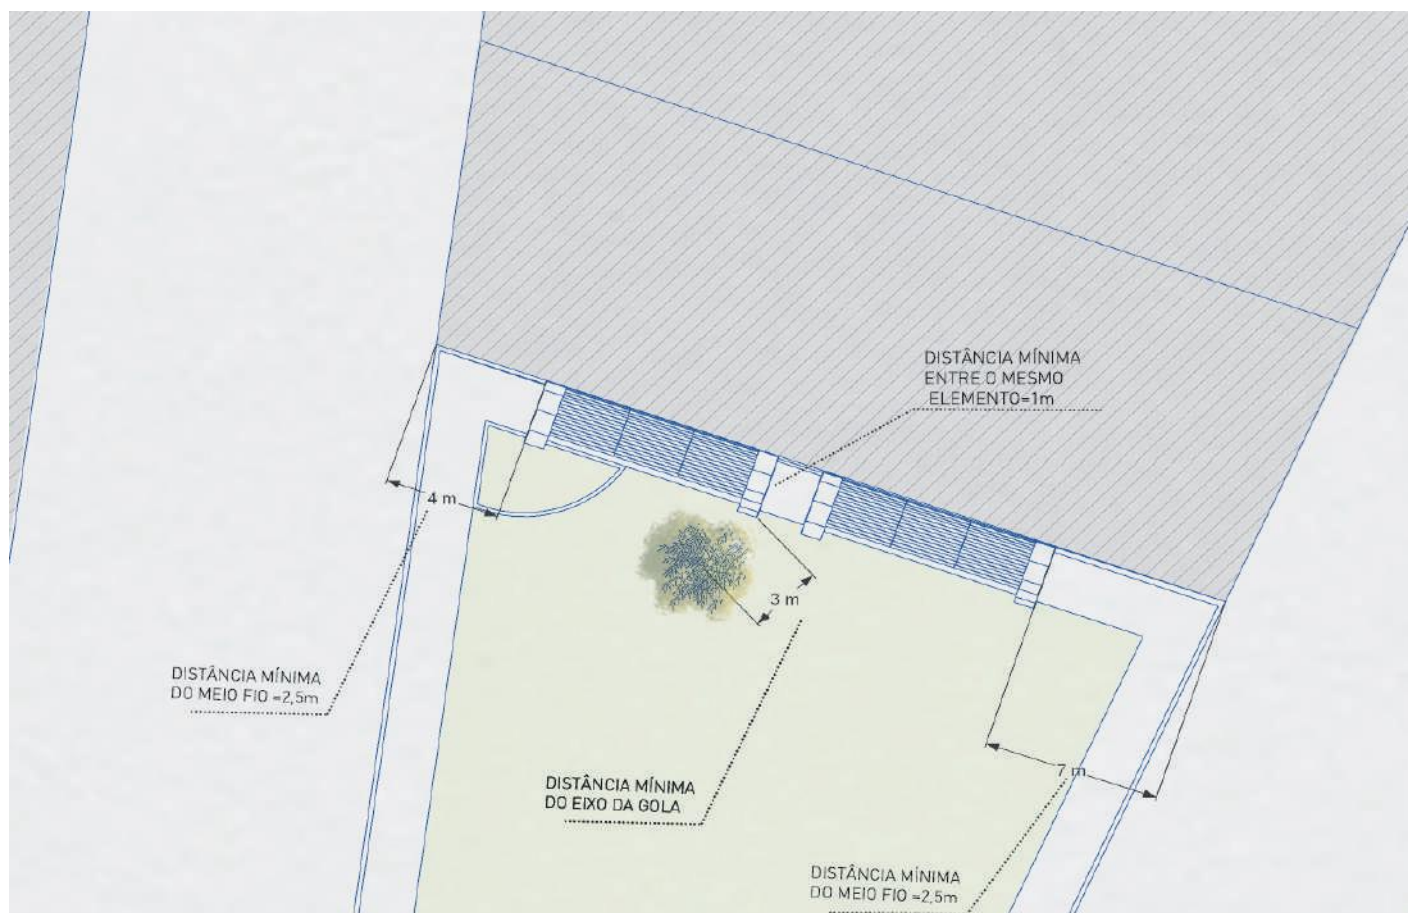 DISTÂNCIA MÍNIMA
ENTRE O MESMO
ELEMENTO=1m
4 m
3 m
DISTÂNCIA MÍNIMA
DO MEIO FIO =2,5m
7 m
DISTÂNCIA MÍNIMA
DO EIXO DA GOLA
DISTÂNCIA MÍNIMA
DO MEIO FIO =2,5m